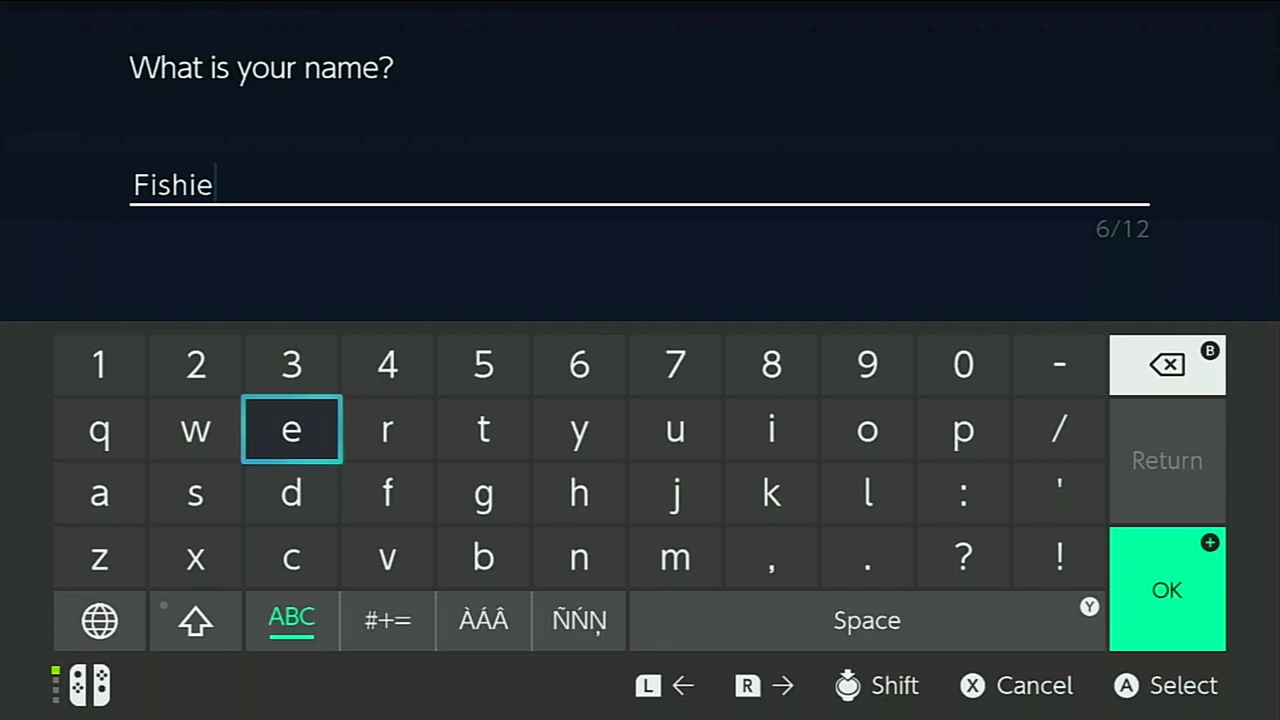 What is your name?
Fishie
6/12
1 2 3 4 5 6 7 8 9 0 - B
q w e r t y u i o p / Return
a s d f g h j k l : '
z x c v b n m , . ? ! + OK
ABC #+= ÀÁÂ ÑŃŅ Space Y
L ← R → Shift X Cancel A Select